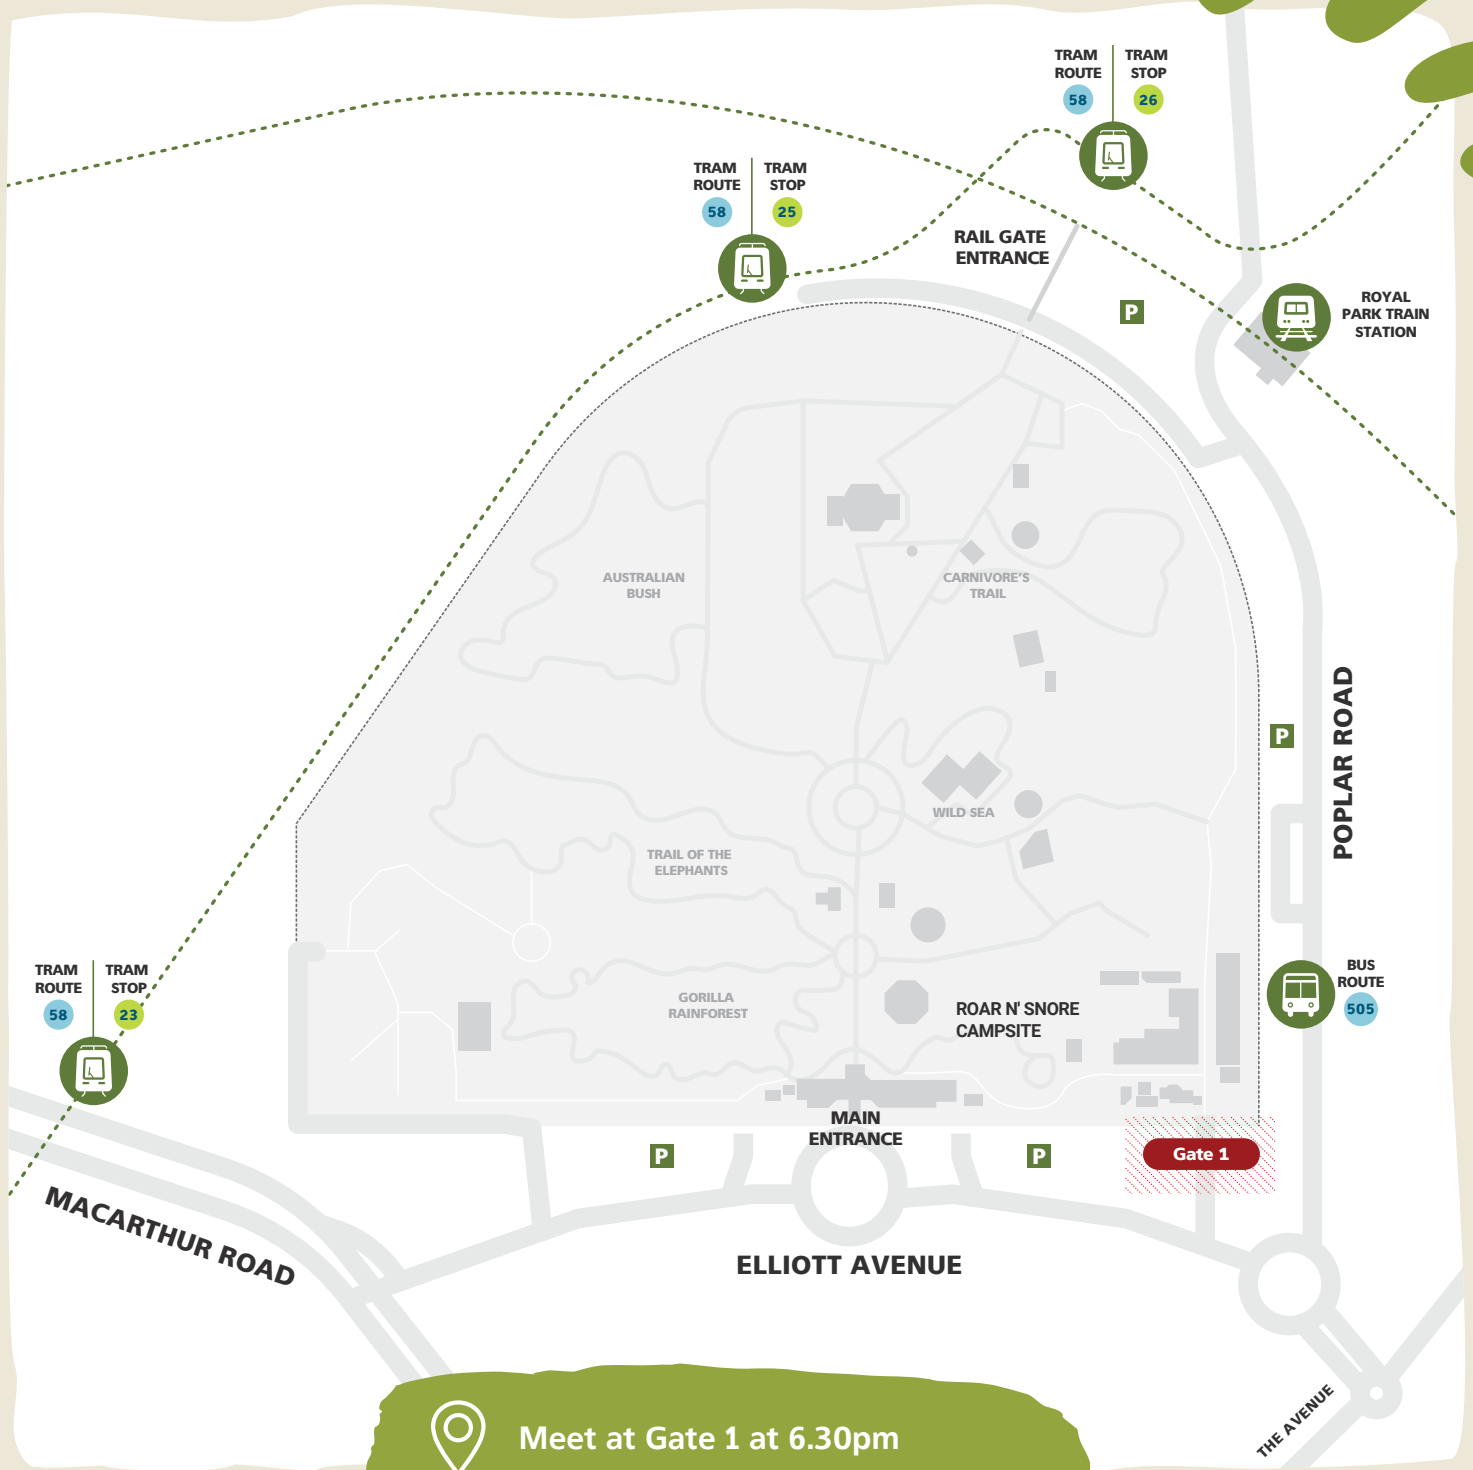 TRAM
ROUTE
58
TRAM
STOP
26
TRAM
ROUTE
58
TRAM
STOP
25
RAIL GATE
ENTRANCE
P
ROYAL
PARK TRAIN
STATION
AUSTRALIAN
BUSH
CARNIVORE'S
TRAIL
P
POPLAR ROAD
WILD SEA
TRAIL OF THE
ELEPHANTS
TRAM
ROUTE
58
TRAM
STOP
23
GORILLA
RAINFOREST
ROAR N' SNORE
CAMPSITE
BUS
ROUTE
505
MAIN
ENTRANCE
P
P
Gate 1
MACARTHUR ROAD
ELLIOTT AVENUE
THE AVENUE
Meet at Gate 1 at 6.30pm